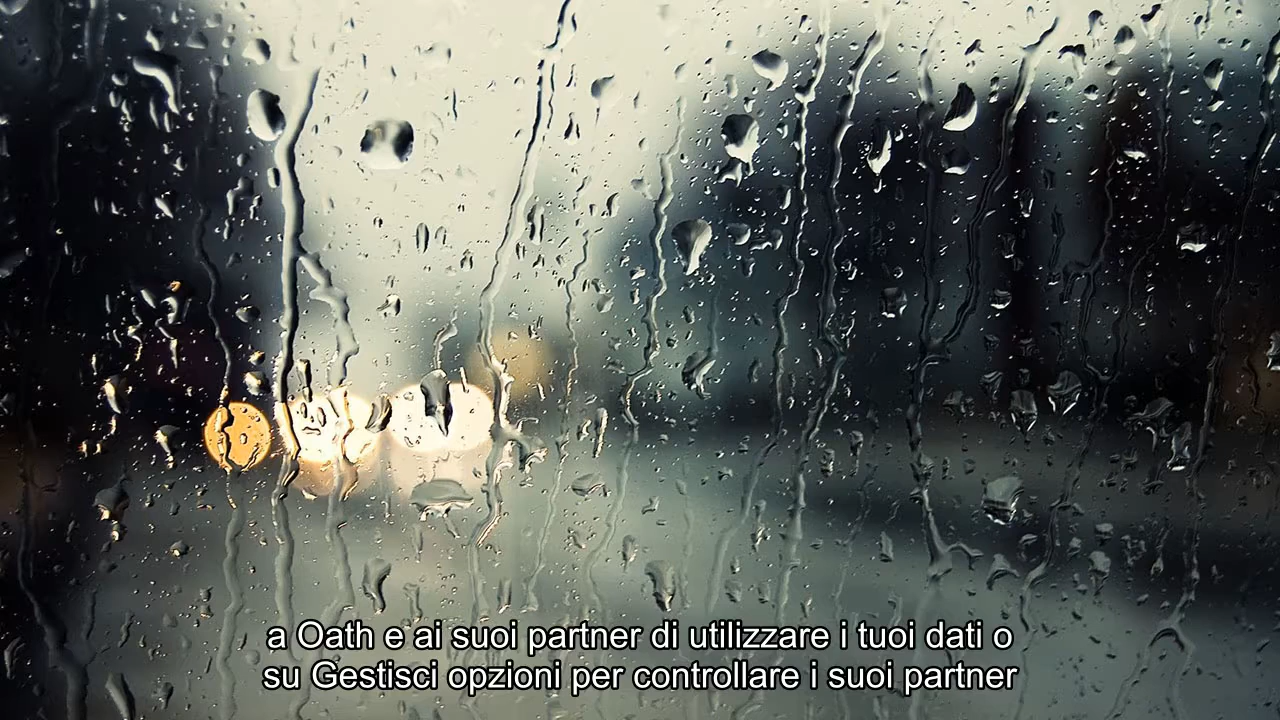 a Oath e ai suoi partner di utilizzare i tuoi dati o
su Gestisci opzioni per controllare i suoi partner